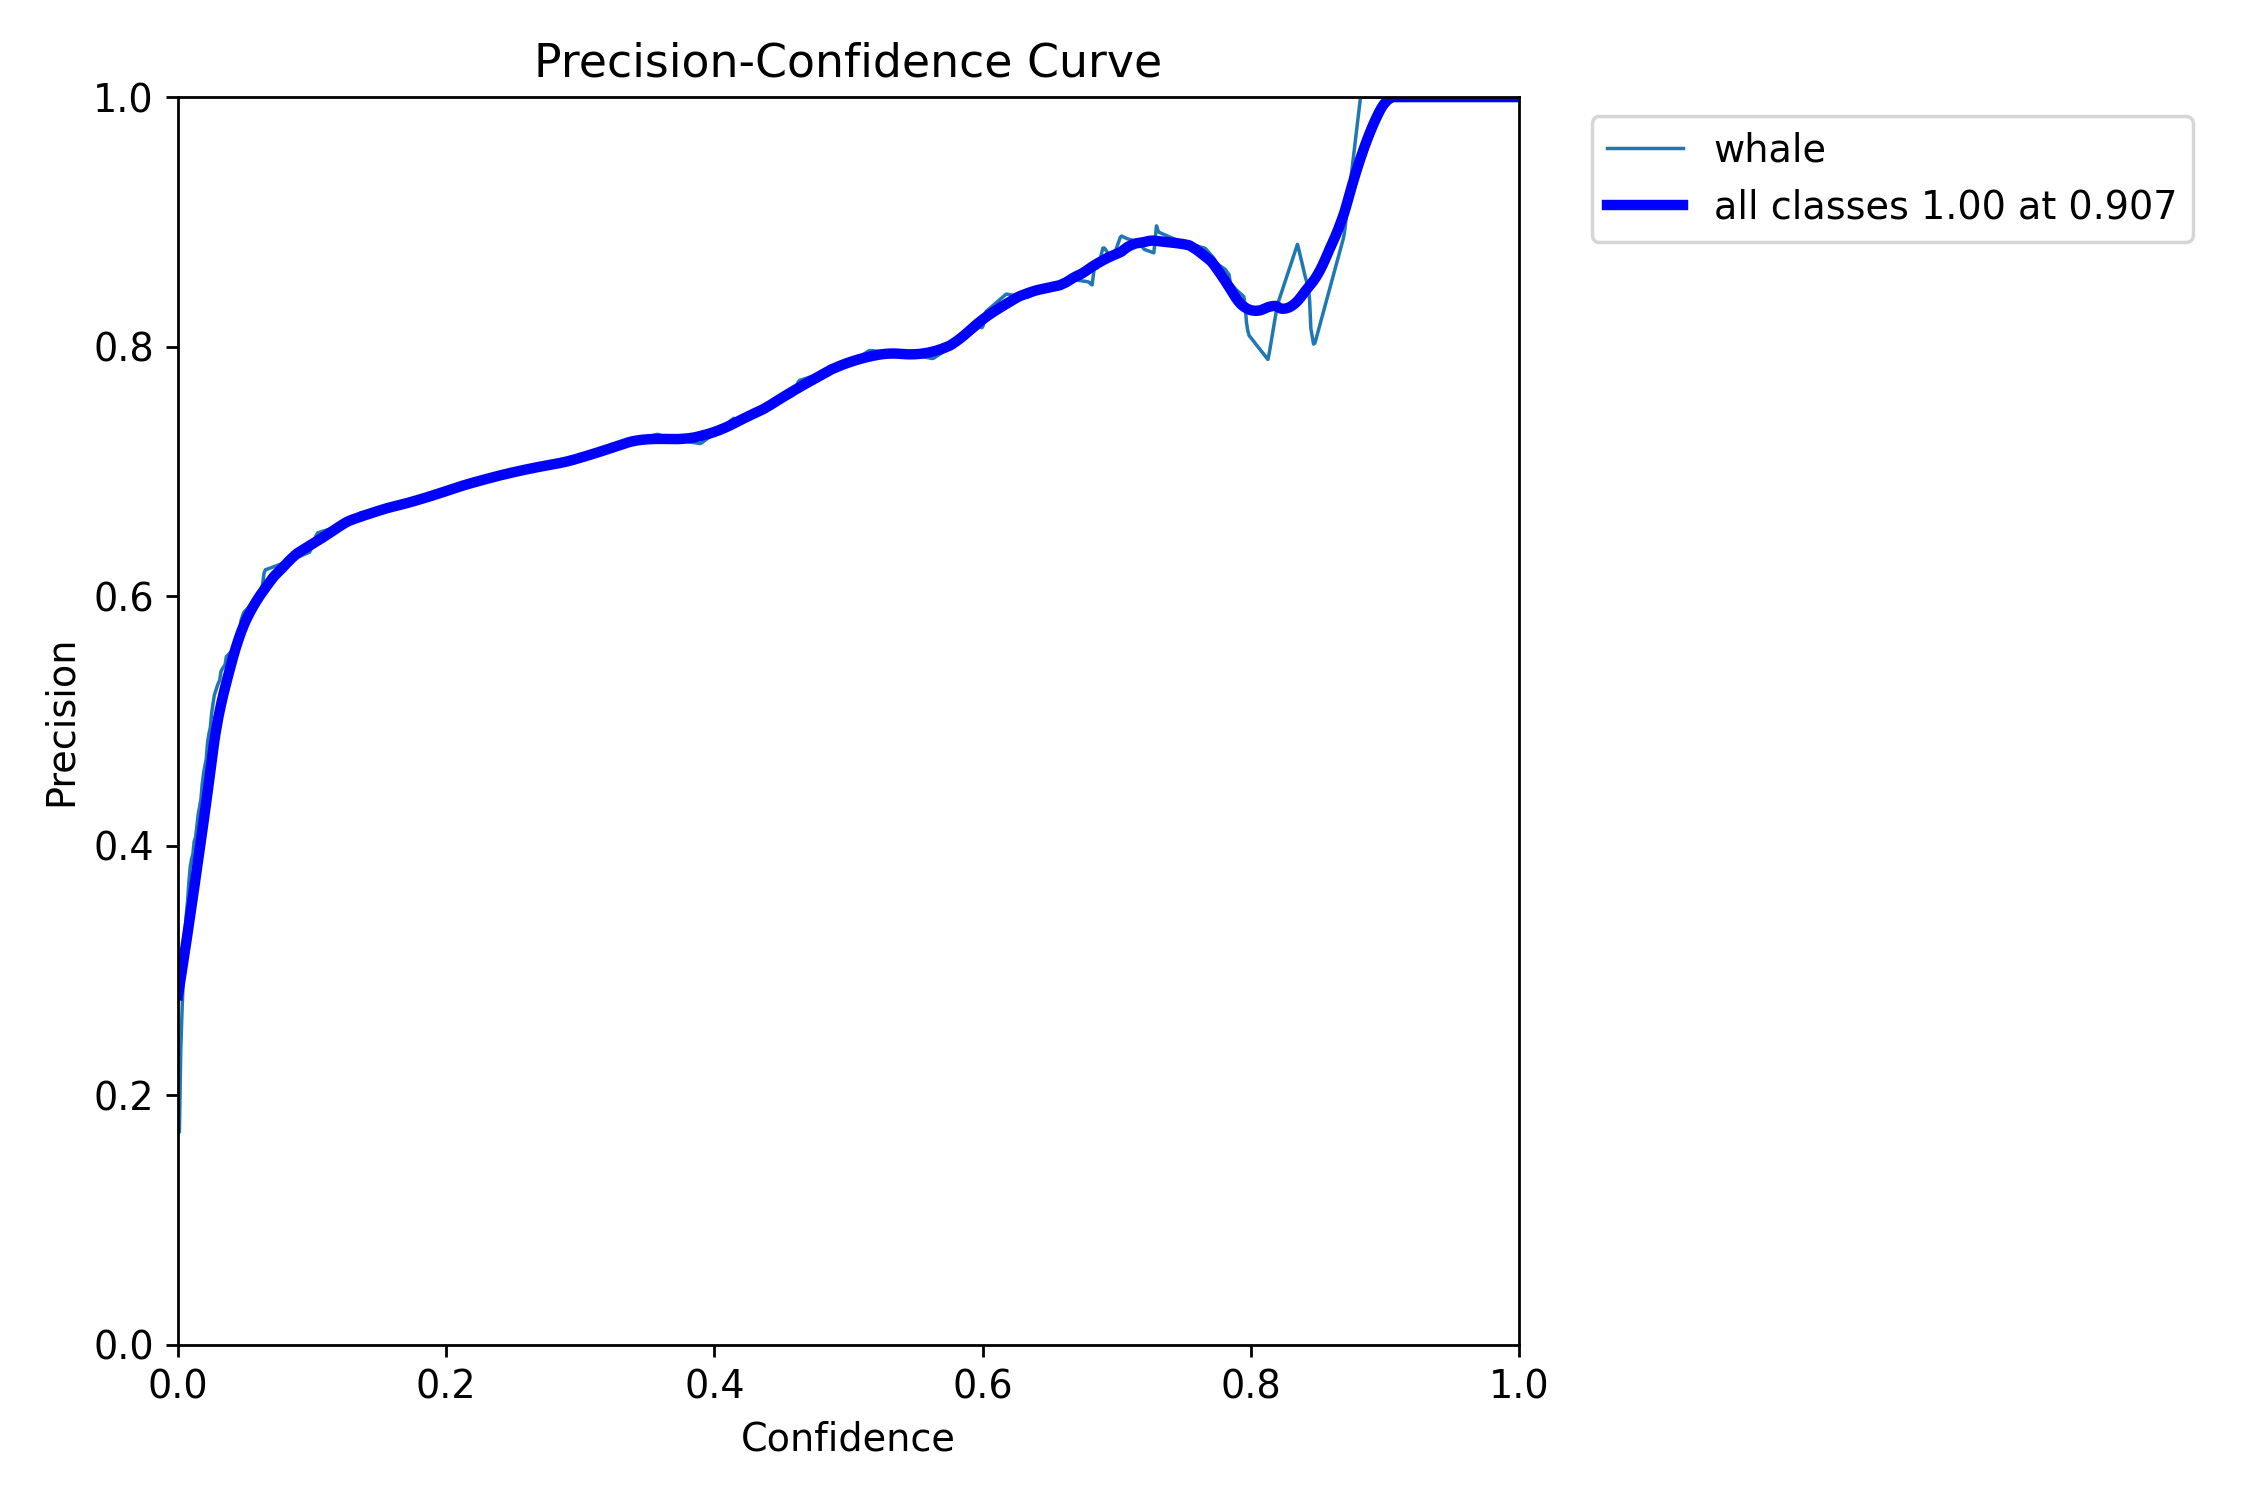 Precision-Confidence Curve
1.0
0.8
0.6
0.4
0.2
0.0
Precision
0.0 0.2 0.4 0.6 0.8 1.0
Confidence
whale
all classes 1.00 at 0.907